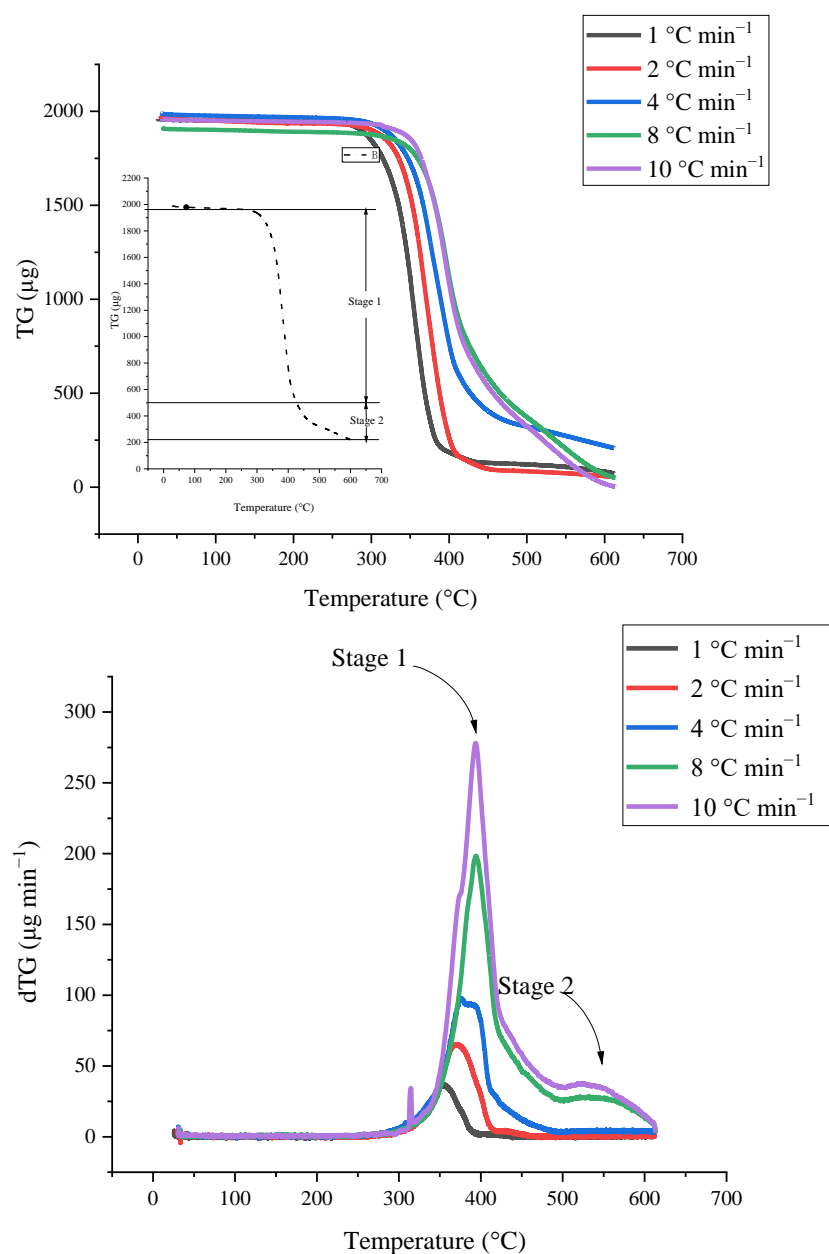 1 °C min⁻¹
2 °C min⁻¹
4 °C min⁻¹
8 °C min⁻¹
10 °C min⁻¹
2000
1500
1000
500
0
TG (µg)
0 100 200 300 400 500 600 700
Temperature (°C)
B
2200
2000
1800
1600
1400
1200
1000
800
600
400
200
0
TG (µg)
Stage 1
Stage 2
0 100 200 300 400 500 600 700
Temperature (°C)
1 °C min⁻¹
2 °C min⁻¹
4 °C min⁻¹
8 °C min⁻¹
10 °C min⁻¹
Stage 1
Stage 2
300
250
200
150
100
50
0
dTG (µg min⁻¹)
0 100 200 300 400 500 600 700
Temperature (°C)